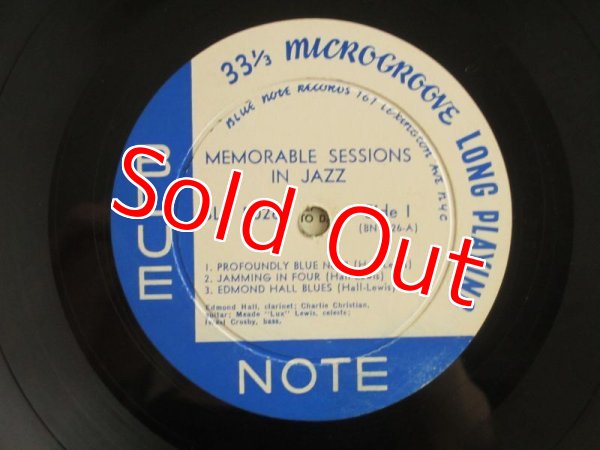 33⅓ MICROGROOVE LONG PLAYING
BLUE NOTE RECORDS 767 LEXINGTON AVE N.Y.C
MEMORABLE SESSIONS
IN JAZZ
Side 1
1. PROFOUNDLY BLUE
2. JAMMING IN FOUR (Hall-Lewis)
3. EDMOND HALL BLUES (Hall-Lewis)
Edmond Hall, clarinet; Charlie Christian,
guitar; Meade "Lux" Lewis, celeste;
Israel Crosby, bass.
BLUE
NOTE
Sold Out